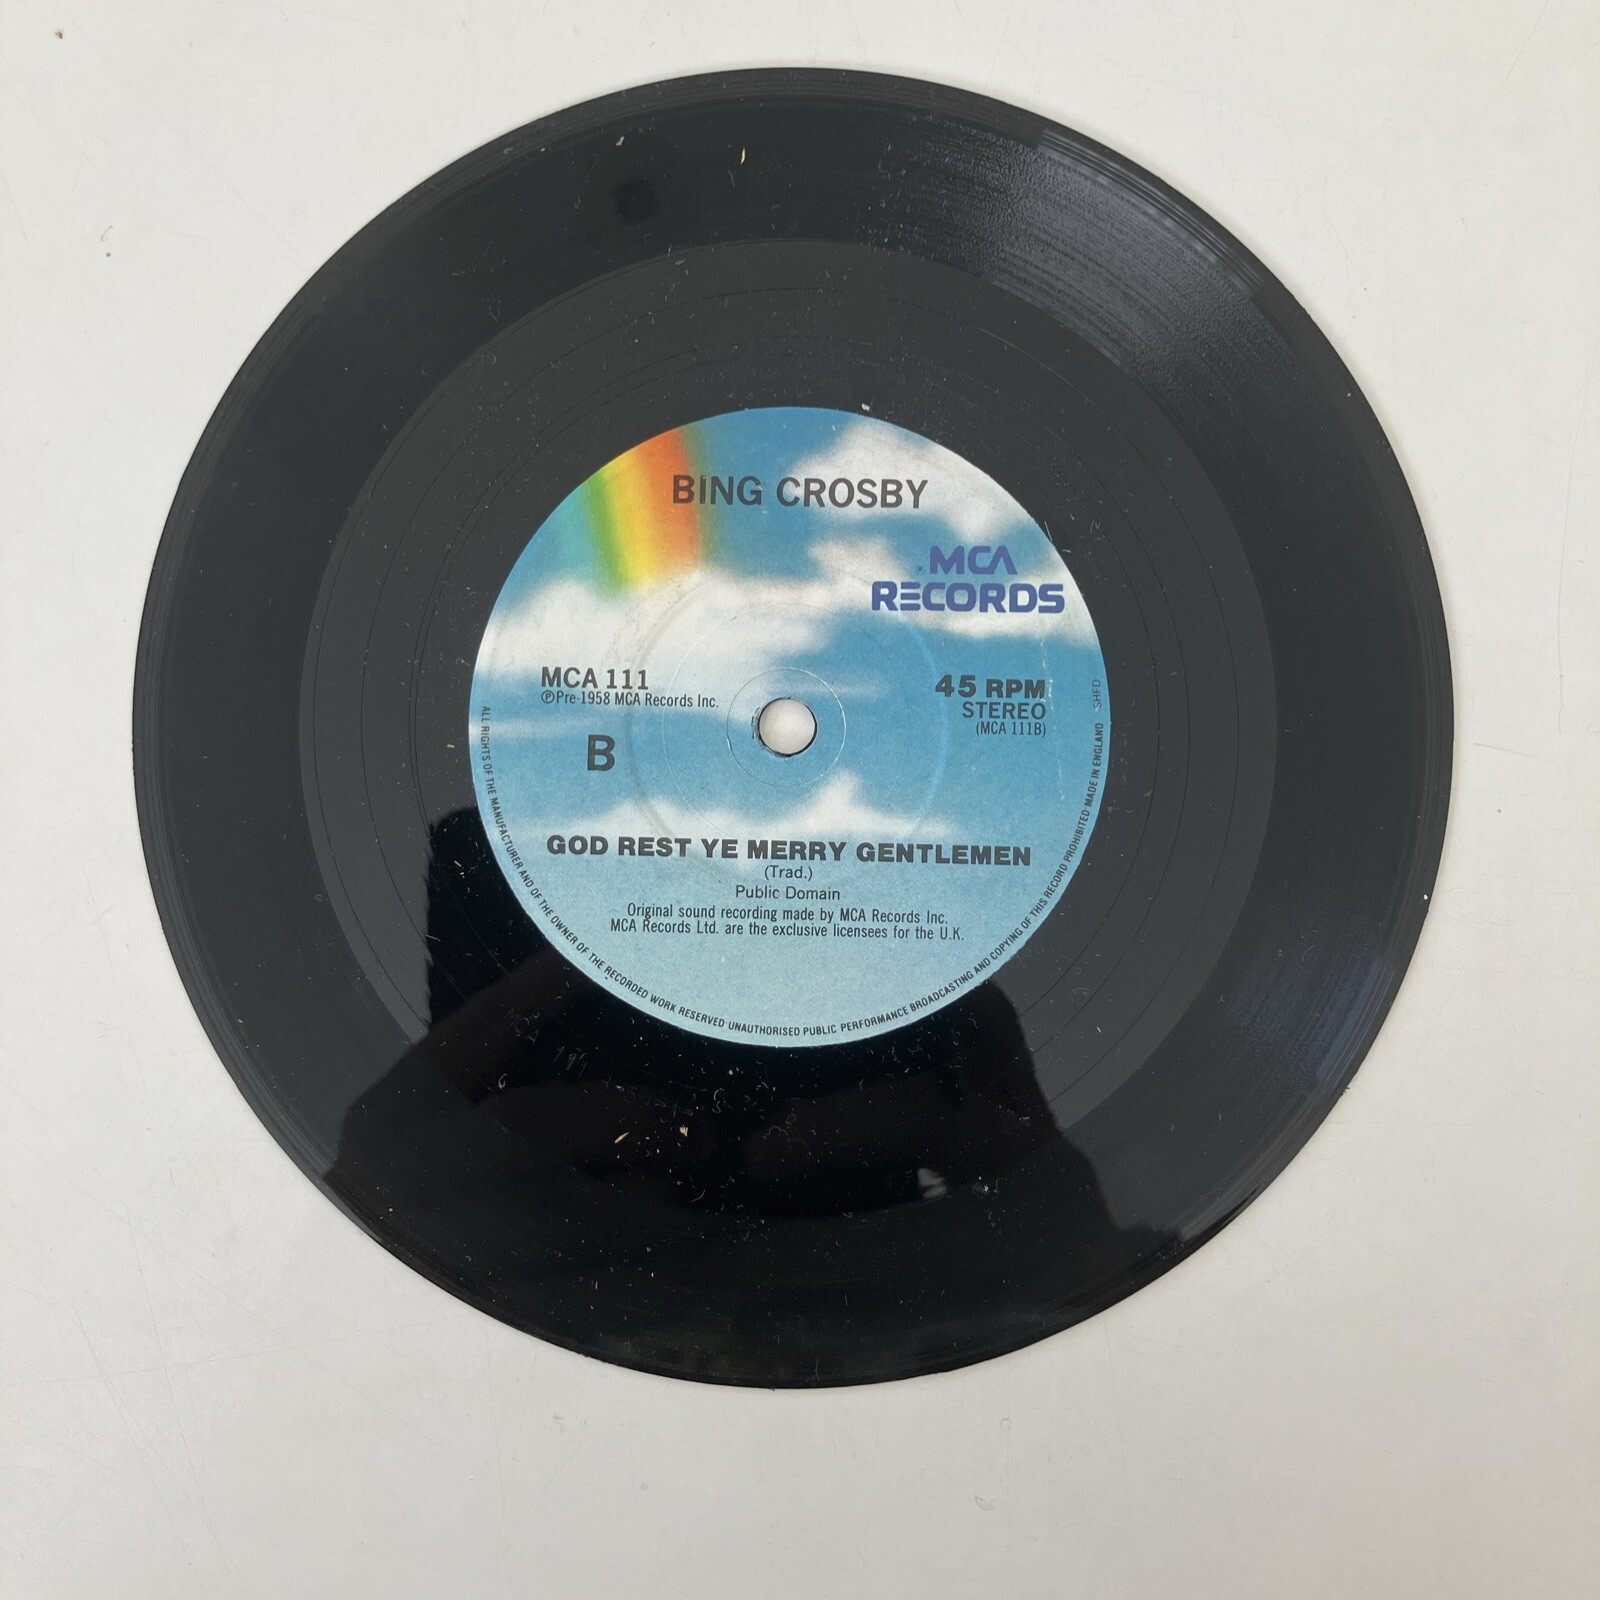 BING CROSBY
MCA
RECORDS
MCA 111
℗Pre-1958 MCA Records Inc.
B
45 RPM
STEREO
(MCA 111B)
GOD REST YE MERRY GENTLEMEN
(Trad.)
Public Domain
Original sound recording made by MCA Records Inc.
MCA Records Ltd. are the exclusive licensees for the U.K.
ALL RIGHTS OF THE MANUFACTURER AND OF THE OWNER OF THE RECORDED WORK RESERVED UNAUTHORISED PUBLIC PERFORMANCE BROADCASTING AND COPYING OF THIS RECORD PROHIBITED MADE IN ENGLAND SHFD